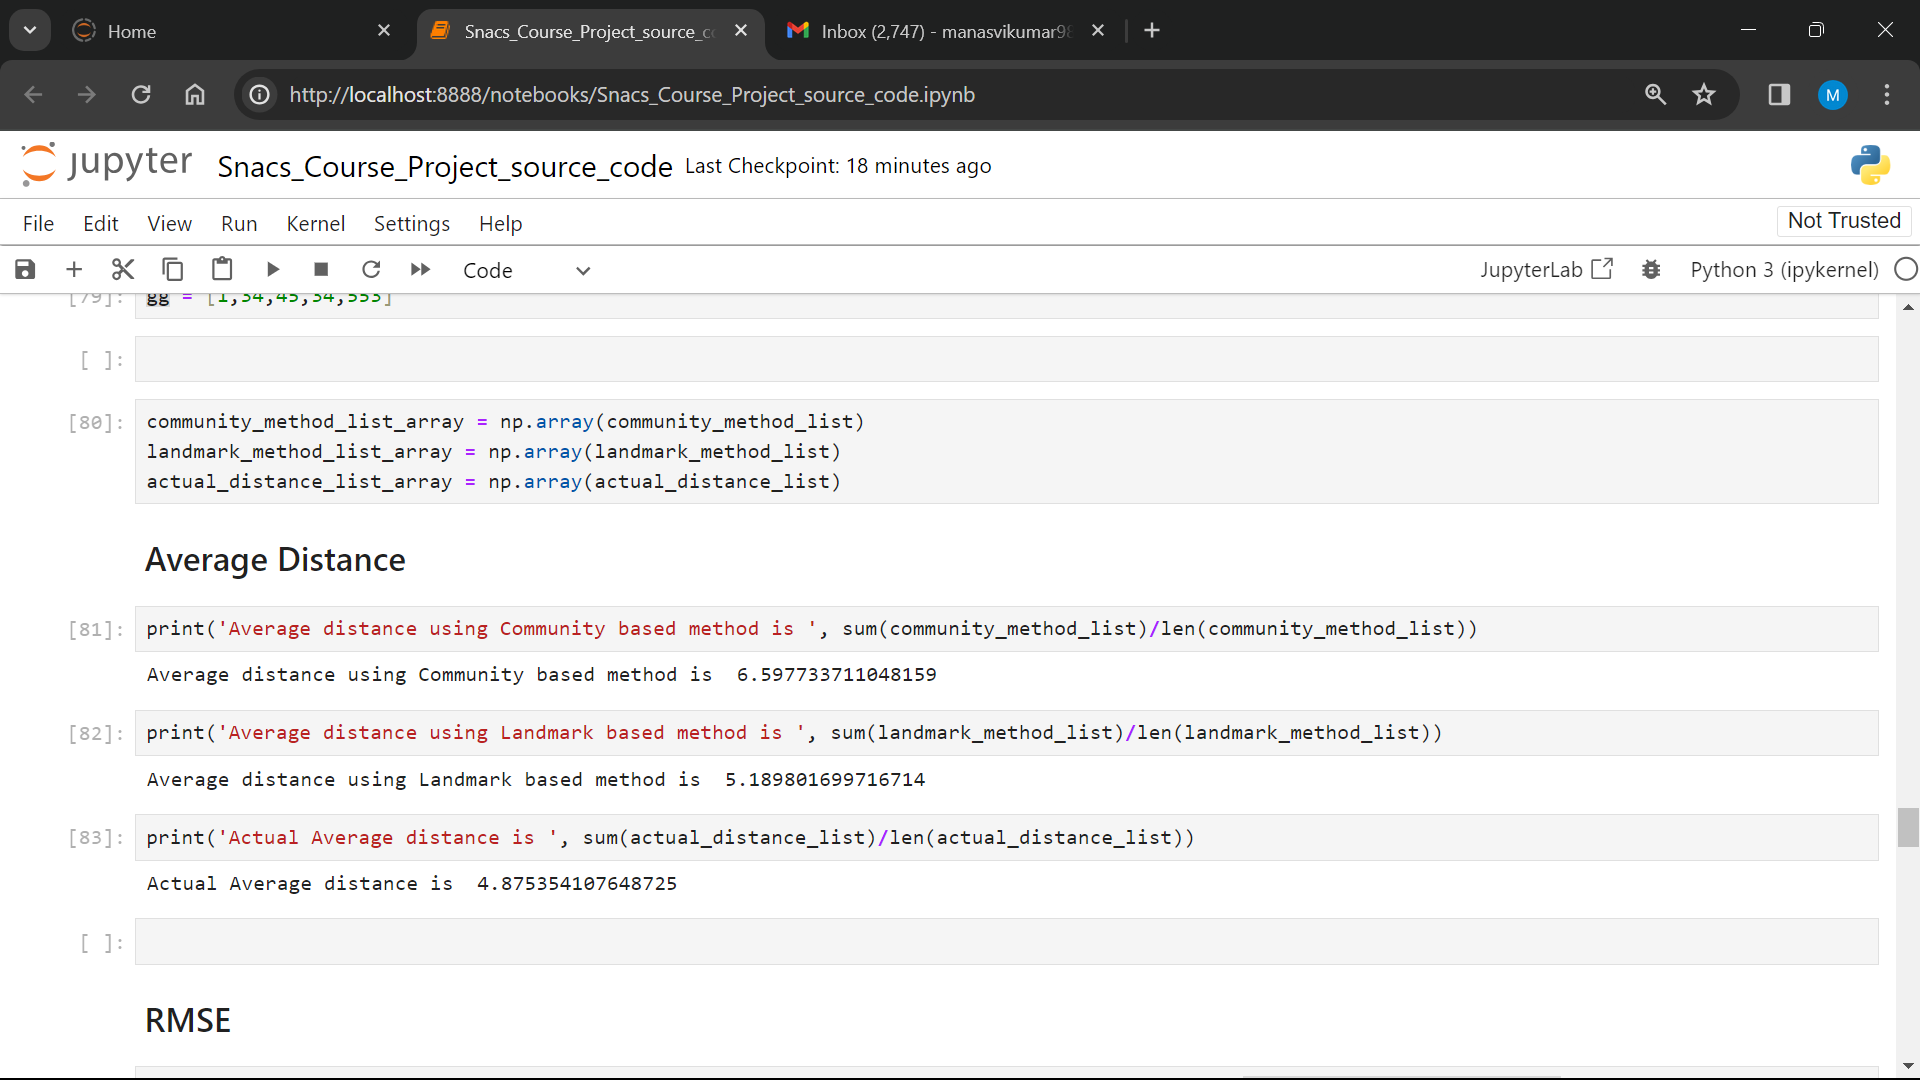 Home
Snacs_Course_Project_source_c
Inbox (2,747) - manasvikumar98
http://localhost:8888/notebooks/Snacs_Course_Project_source_code.ipynb
M
jupyter Snacs_Course_Project_source_code Last Checkpoint: 18 minutes ago
File Edit View Run Kernel Settings Help
Not Trusted
Code
JupyterLab
Python 3 (ipykernel)
[79]: gg = [1,34,45,34,553]
[ ]:
[80]: community_method_list_array = np.array(community_method_list)
landmark_method_list_array = np.array(landmark_method_list)
actual_distance_list_array = np.array(actual_distance_list)
Average Distance
[81]: print('Average distance using Community based method is ', sum(community_method_list)/len(community_method_list))
Average distance using Community based method is  6.597733711048159
[82]: print('Average distance using Landmark based method is ', sum(landmark_method_list)/len(landmark_method_list))
Average distance using Landmark based method is  5.189801699716714
[83]: print('Actual Average distance is ', sum(actual_distance_list)/len(actual_distance_list))
Actual Average distance is  4.875354107648725
[ ]:
RMSE